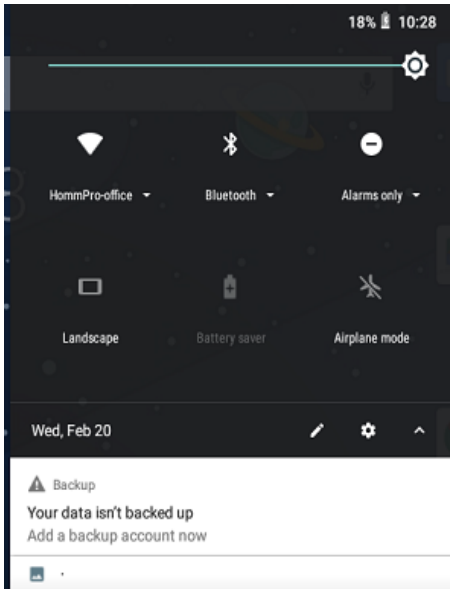 18% 10:28
HommPro-office Bluetooth Alarms only
Landscape Battery saver Airplane mode
Wed, Feb 20
Backup
Your data isn't backed up
Add a backup account now